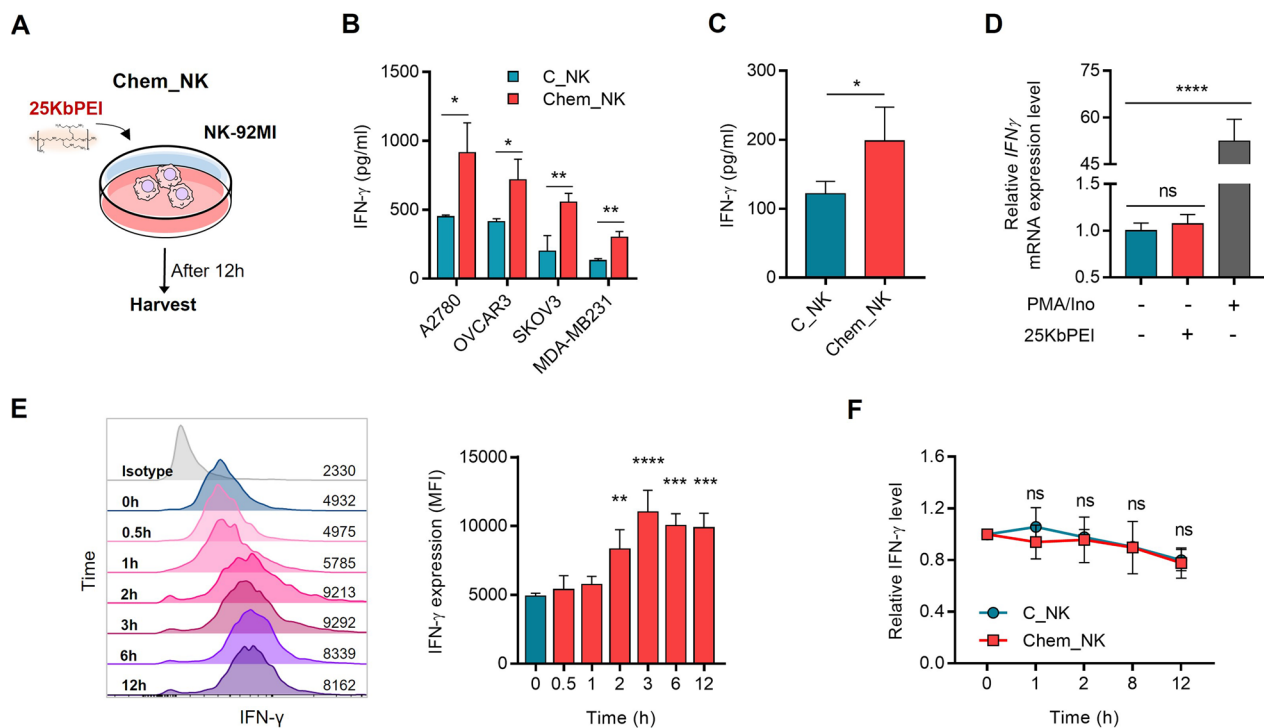 A
Chem_NK
25KbPEI
NK-92MI
After 12h
Harvest
B
IFN-γ (pg/ml)
1500
1000
500
0
C_NK
Chem_NK
*
*
**
**
A2780
OVCAR3
SKOV3
MDA-MB231
C
IFN-γ (pg/ml)
300
200
100
0
*
C_NK
Chem_NK
D
Relative IFNγ
mRNA expression level
75
60
45
1.5
1.0
0.5
****
ns
PMA/Ino - - +
25KbPEI - + -
E
Time
Isotype 2330
0h 4932
0.5h 4975
1h 5785
2h 9213
3h 9292
6h 8339
12h 8162
IFN-γ
IFN-γ expression (MFI)
15000
10000
5000
0
** **** *** ***
0 0.5 1 2 3 6 12
Time (h)
F
Relative IFN-γ level
1.6
1.2
0.8
0.4
0.0
ns ns ns ns
C_NK
Chem_NK
0 1 2 8 12
Time (h)